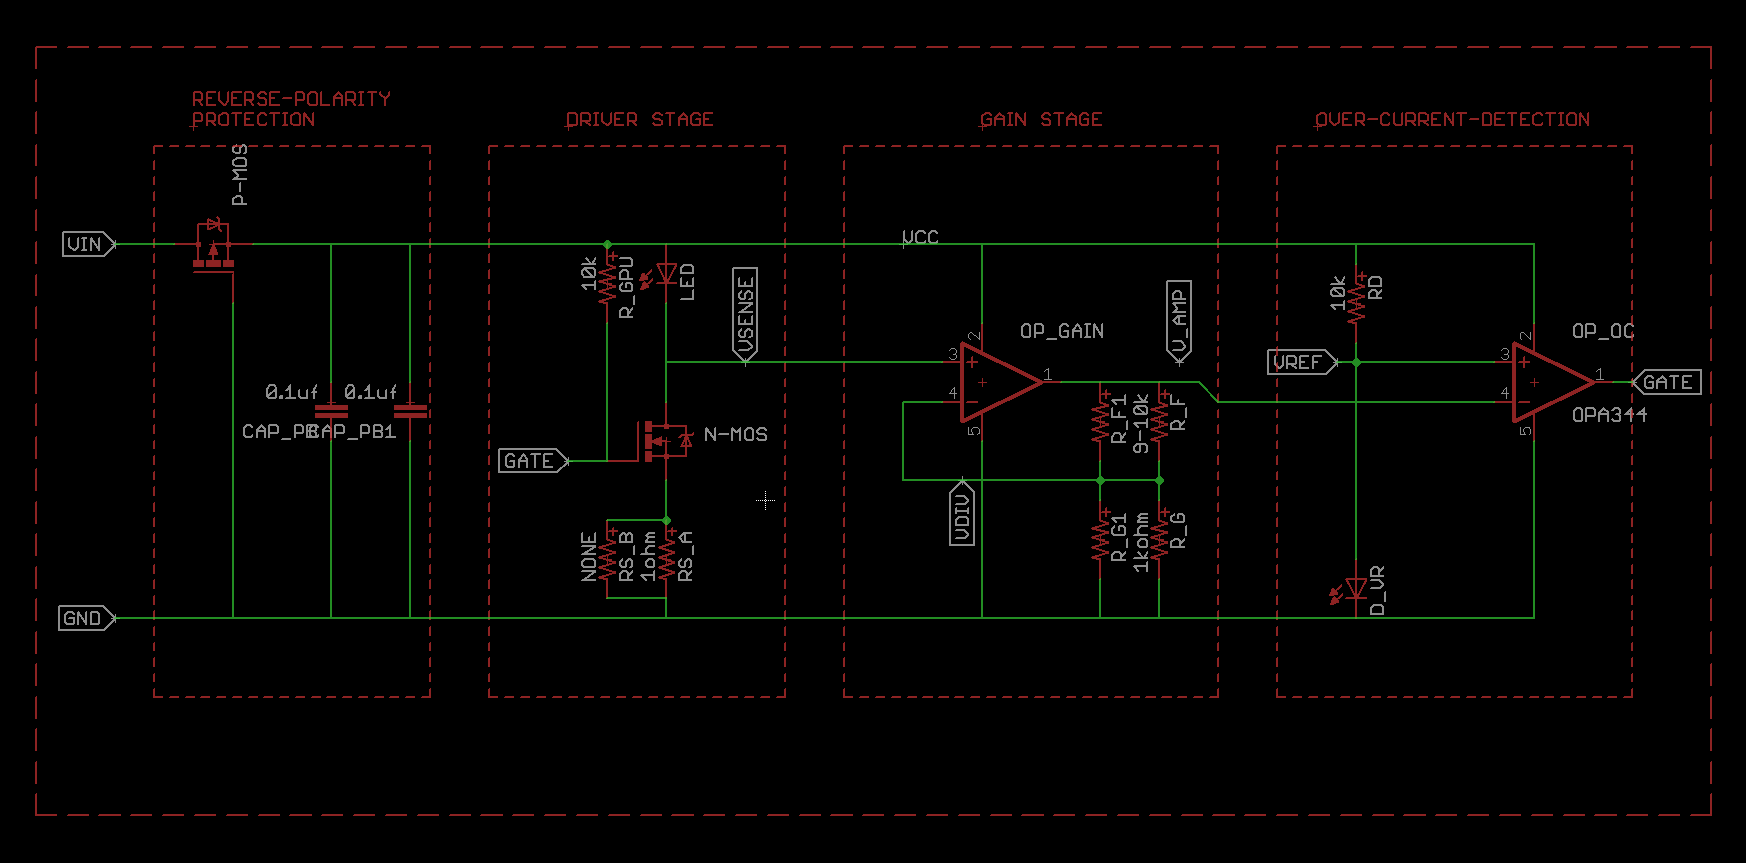 REVERSE-POLARITY
PROTECTION
DRIVER STAGE
GAIN STAGE
OVER-CURRENT-DETECTION
P-MOS
VIN
VCC
10k
R_GPU
LED
VSENSE
V_AMP
10k
RD
OP_GAIN
OP_OC
2
3
1
4
5
VREF
2
3
1
4
5
GATE
OPA344
0.1uf
0.1uf
CAP_PB1
N-MOS
GATE
R_F1
9-10k
R_F
VDIV
NONE
RS_B
1ohm
RS_A
R_G1
1kohm
R_G
D_VR
GND